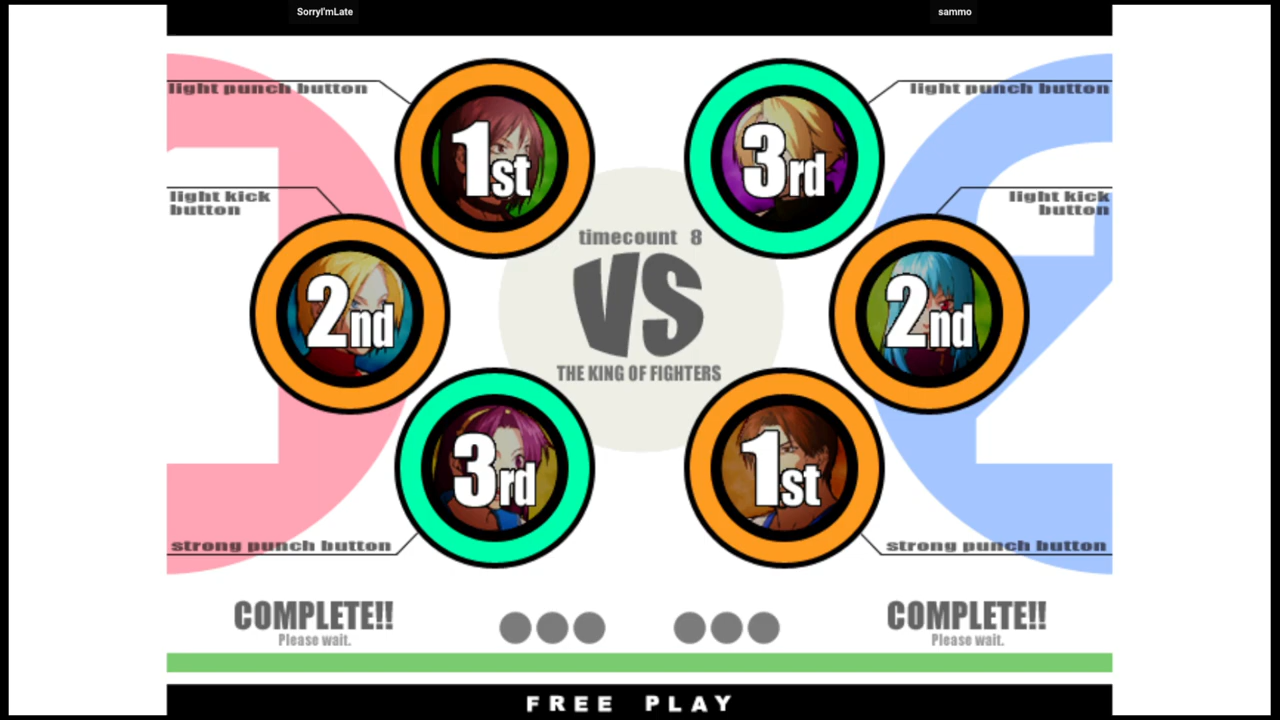 SorryI'mLate
sammo
light punch button
light punch button
1st
3rd
light kick
button
light kick
button
timecount 8
VS
THE KING OF FIGHTERS
2nd
2nd
3rd
1st
strong punch button
strong punch button
COMPLETE!!
Please wait.
COMPLETE!!
Please wait.
FREE PLAY